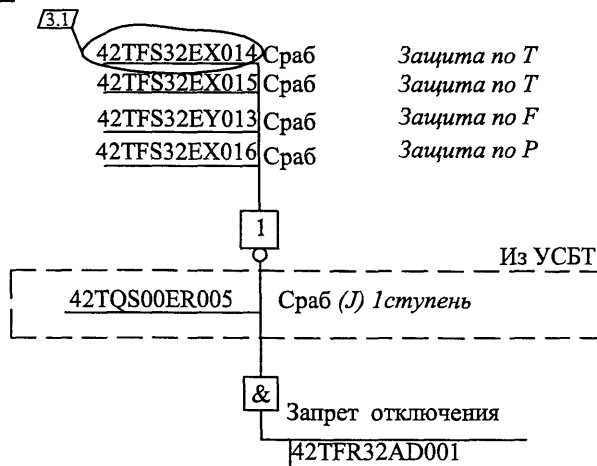 3.1
42TFS32EX014 Сраб Защита по Т
42TFS32EX015 Сраб Защита по Т
42TFS32EY013 Сраб Защита по F
42TFS32EX016 Сраб Защита по Р
1
Из УСБТ
42TQS00ER005 Сраб (J) 1ступень
&
Запрет отключения
42TFR32AD001